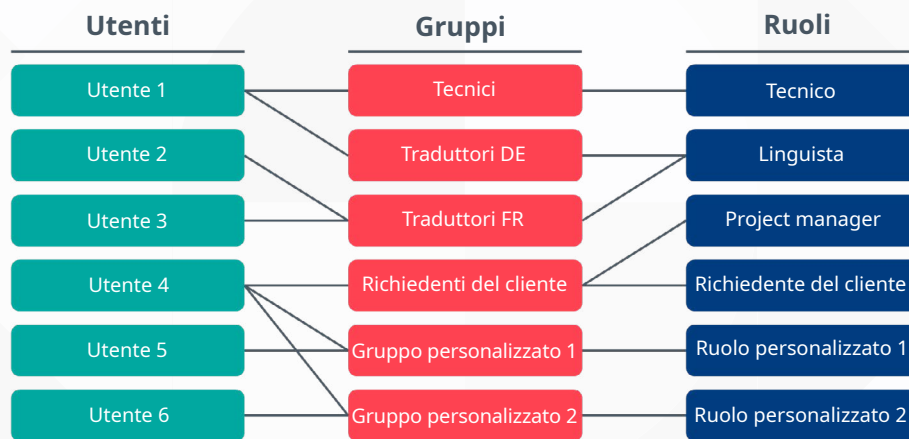 Utenti
Gruppi
Ruoli
Utente 1
Tecnici
Tecnico
Utente 2
Traduttori DE
Linguista
Utente 3
Traduttori FR
Project manager
Utente 4
Richiedenti del cliente
Richiedente del cliente
Utente 5
Gruppo personalizzato 1
Ruolo personalizzato 1
Utente 6
Gruppo personalizzato 2
Ruolo personalizzato 2